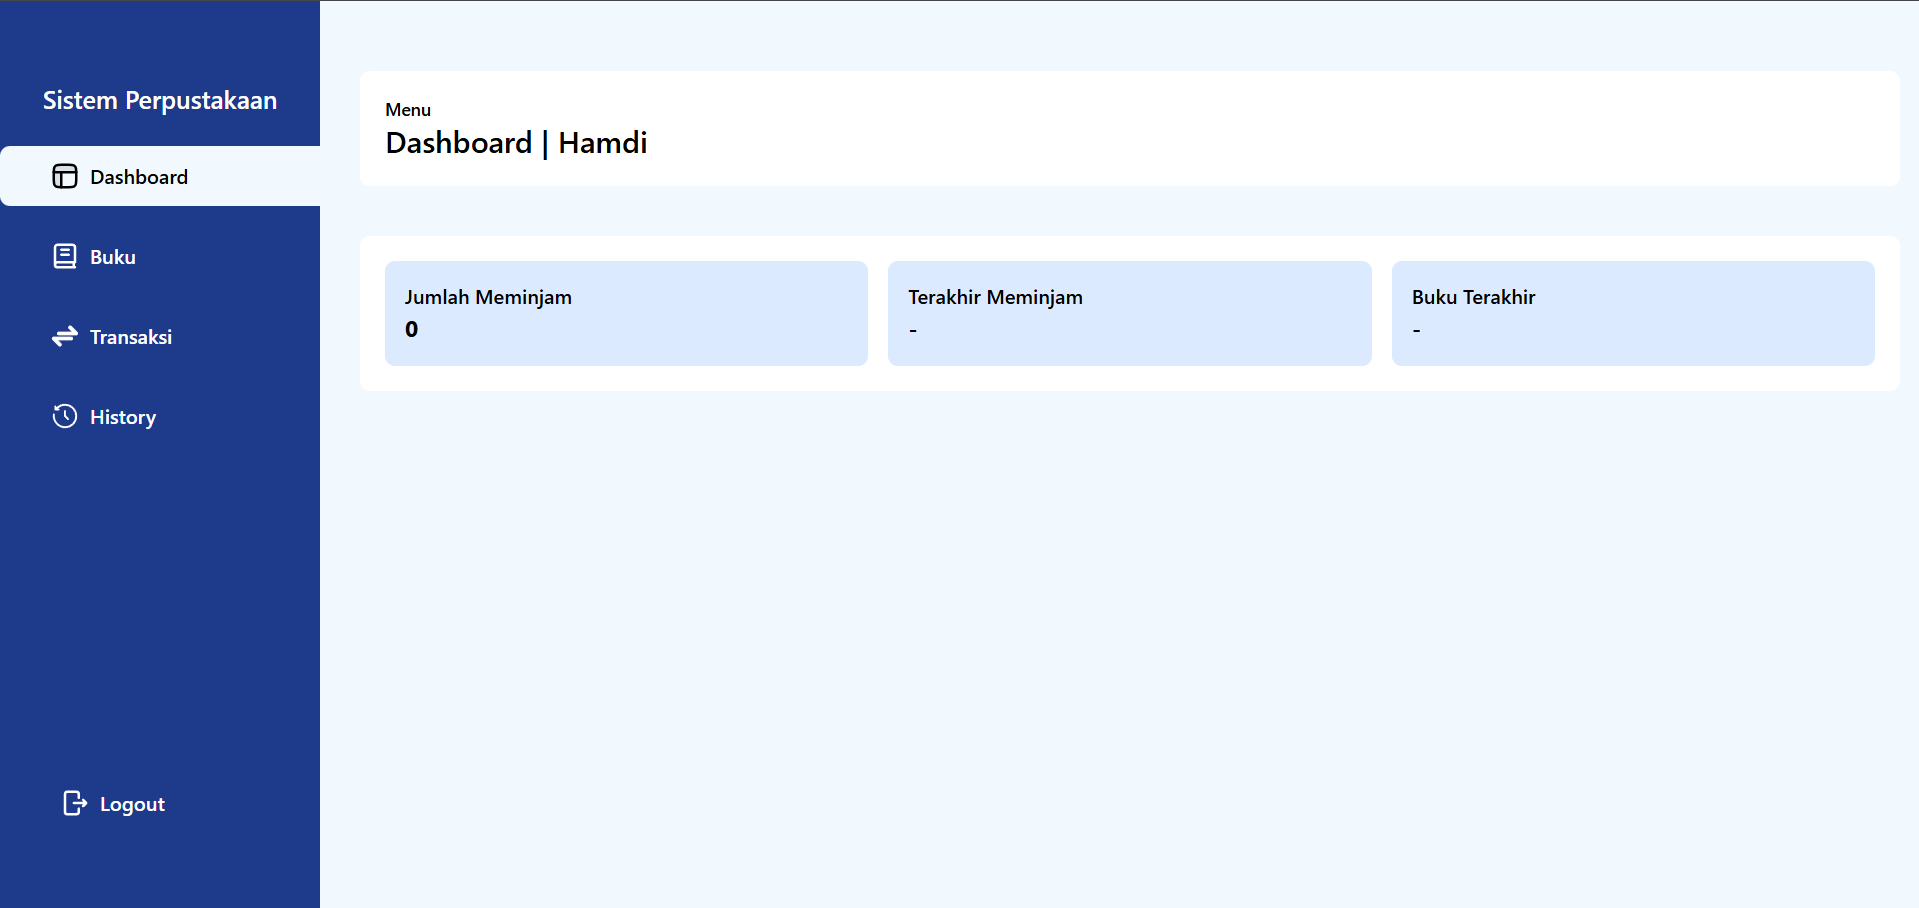 Sistem Perpustakaan
Dashboard
Buku
Transaksi
History
Logout
Menu
Dashboard | Hamdi
Jumlah Meminjam
0
Terakhir Meminjam
-
Buku Terakhir
-